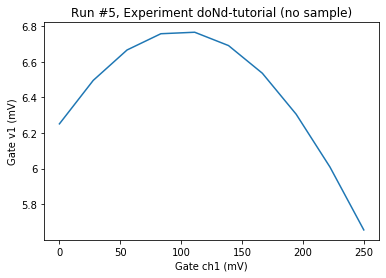 Run #5, Experiment doNd-tutorial (no sample)
6.8
6.6
6.4
6.2
6
5.8
Gate v1 (mV)
0 50 100 150 200 250
Gate ch1 (mV)